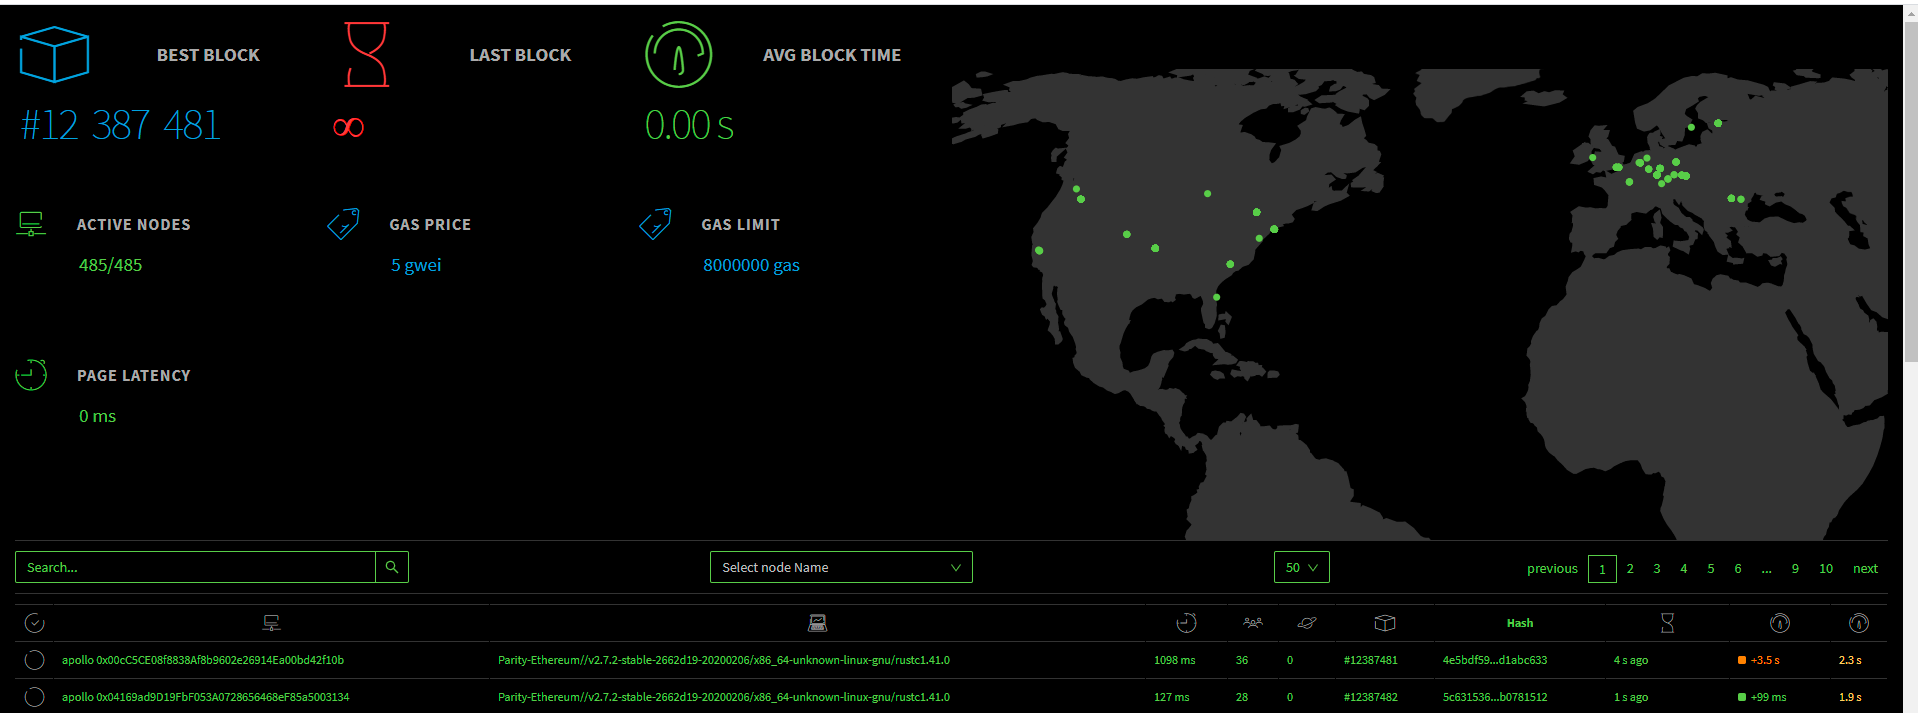 BEST BLOCK
#12 387 481
LAST BLOCK
∞
AVG BLOCK TIME
0.00 s
ACTIVE NODES
485/485
GAS PRICE
5 gwei
GAS LIMIT
8000000 gas
PAGE LATENCY
0 ms
Search...
Select node Name
50
previous 1 2 3 4 5 6 ... 9 10 next
Hash
apollo 0x00cC5CE08f8838Af8b9602e26914Ea00bd42f10b Parity-Ethereum//v2.7.2-stable-2662d19-20200206/x86_64-unknown-linux-gnu/rustc1.41.0 1098 ms 36 0 #12387481 4e5bdf59...d1abc633 4 s ago +3.5 s 2.3 s
apollo 0x04169ad9D19FbF053A0728656468eF85a5003134 Parity-Ethereum//v2.7.2-stable-2662d19-20200206/x86_64-unknown-linux-gnu/rustc1.41.0 127 ms 28 0 #12387482 5c631536...b0781512 1 s ago +99 ms 1.9 s